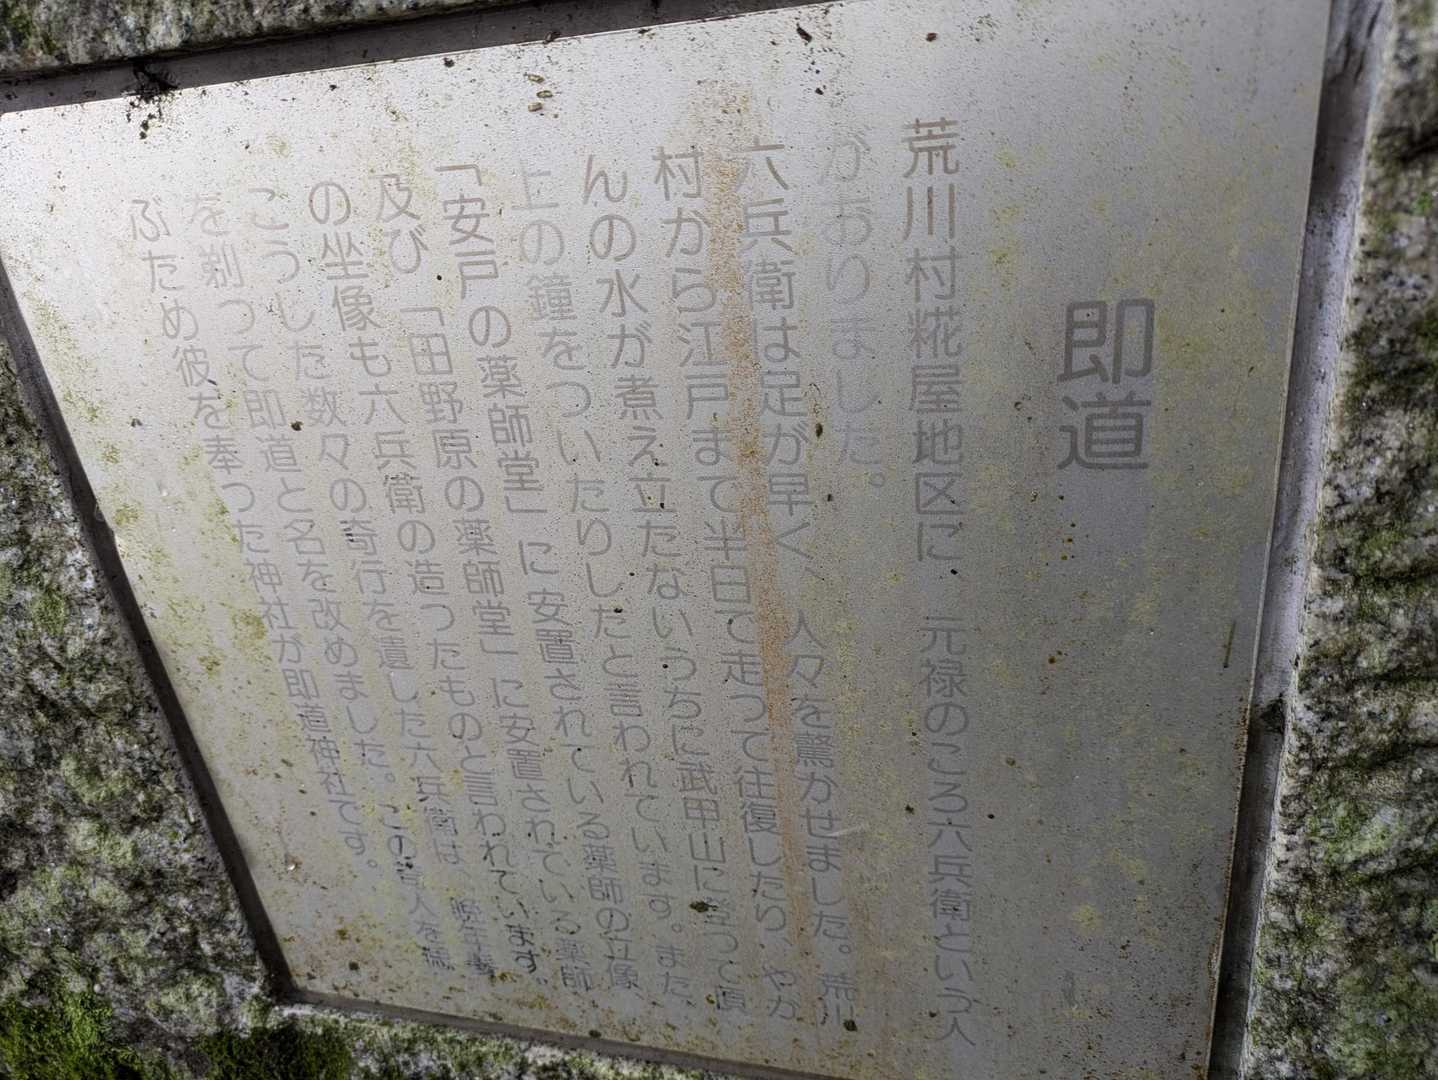 即道
荒川村糀屋地区に、元禄のころ六兵衛という人
がおりました。
六兵衛は足が早く、人々を驚かせました。荒川
村から江戸まで半日で走って往復したり、やか
んの水が煮え立たないうちに武甲山に登って頂
上の鐘をついたりしたと言われています。また、
「安戸の薬師堂」に安置されている薬師の立像、
及び「田野原の薬師堂」に安置されている薬師
の坐像も六兵衛の造ったものと言われています。
こうした数々の奇行を遺した六兵衛は、晩年髪
を剃って即道と名を改めました。この人を
ぶため彼を奉った神社が即道神社です。